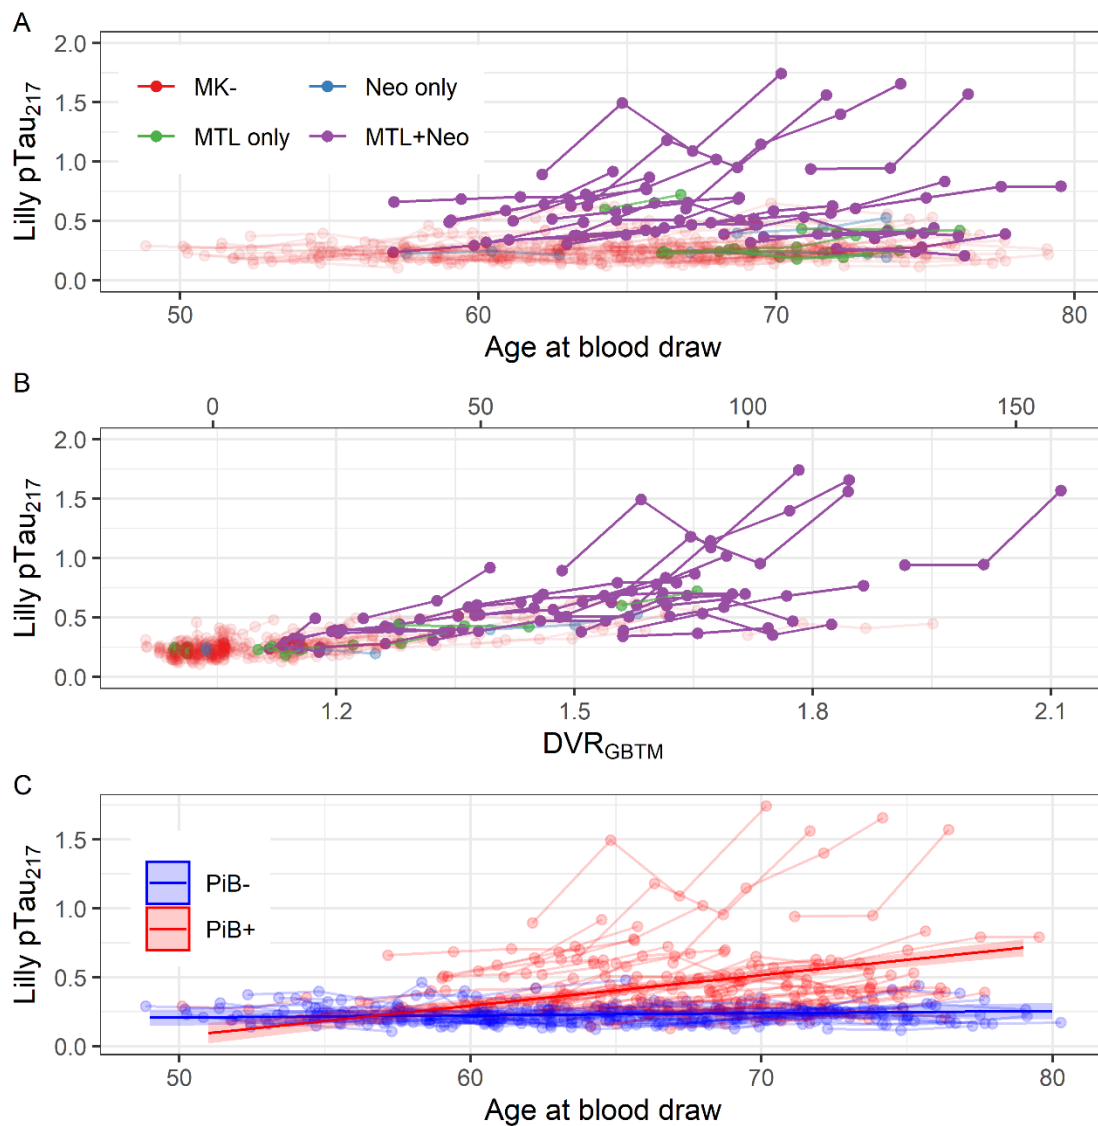 A
2.0
1.5
1.0
0.5
0.0
Lilly pTau217
MK-
Neo only
MTL only
MTL+Neo
50 60 70 80
Age at blood draw
B
0 50 100 150
2.0
1.5
1.0
0.5
0.0
Lilly pTau217
1.2 1.5 1.8 2.1
DVRGBTM
C
1.5
1.0
0.5
0.0
Lilly pTau217
PiB-
PiB+
50 60 70 80
Age at blood draw